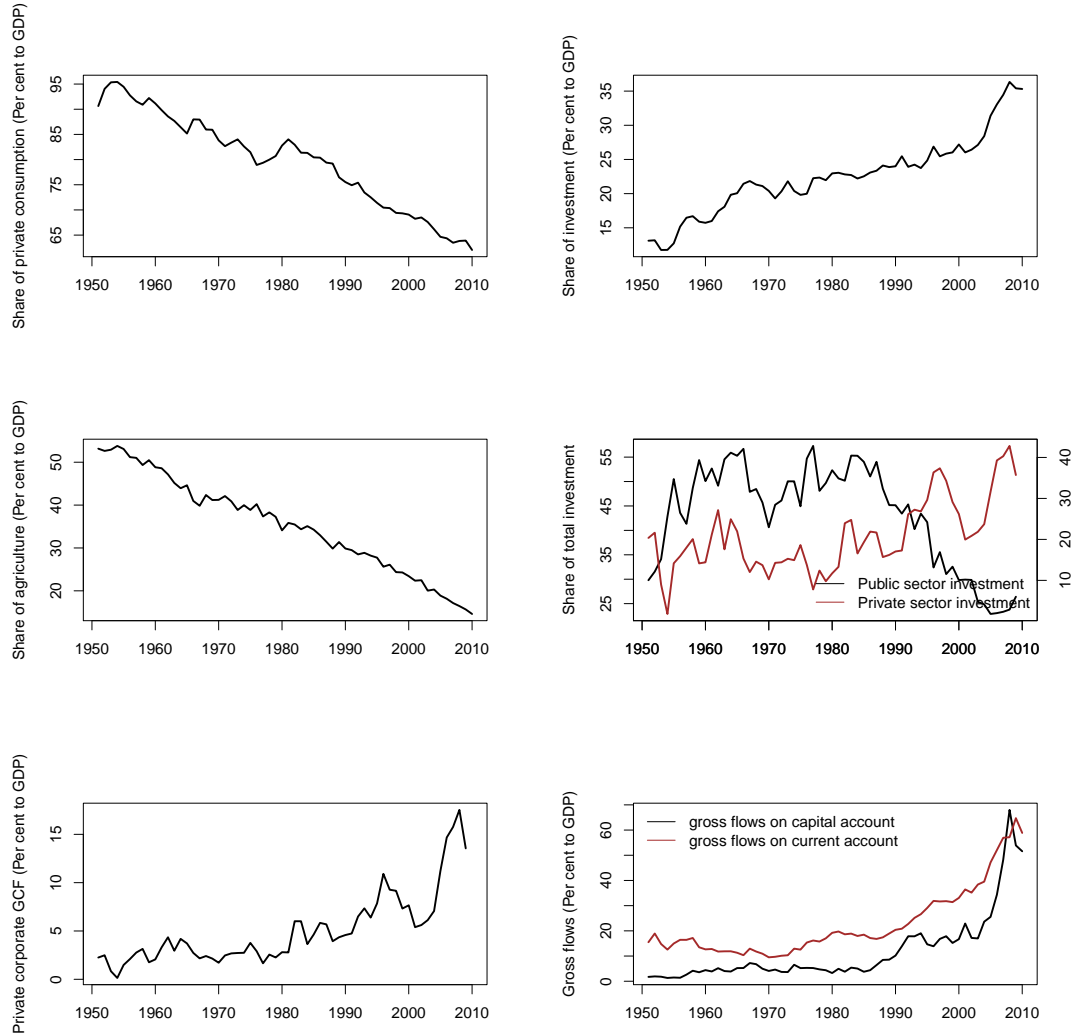 Share of private consumption (Per cent to GDP)
95
85
75
65
1950 1960 1970 1980 1990 2000 2010
Share of investment (Per cent to GDP)
35
30
25
20
15
1950 1960 1970 1980 1990 2000 2010
Share of agriculture (Per cent to GDP)
50
40
30
20
1950 1960 1970 1980 1990 2000 2010
Share of total investment
55
45
35
25
40
30
20
10
Public sector investment
Private sector investment
1950 1960 1970 1980 1990 2000 2010
Private corporate GCF (Per cent to GDP)
15
10
5
0
1950 1960 1970 1980 1990 2000 2010
Gross flows (Per cent to GDP)
60
40
20
0
gross flows on capital account
gross flows on current account
1950 1960 1970 1980 1990 2000 2010